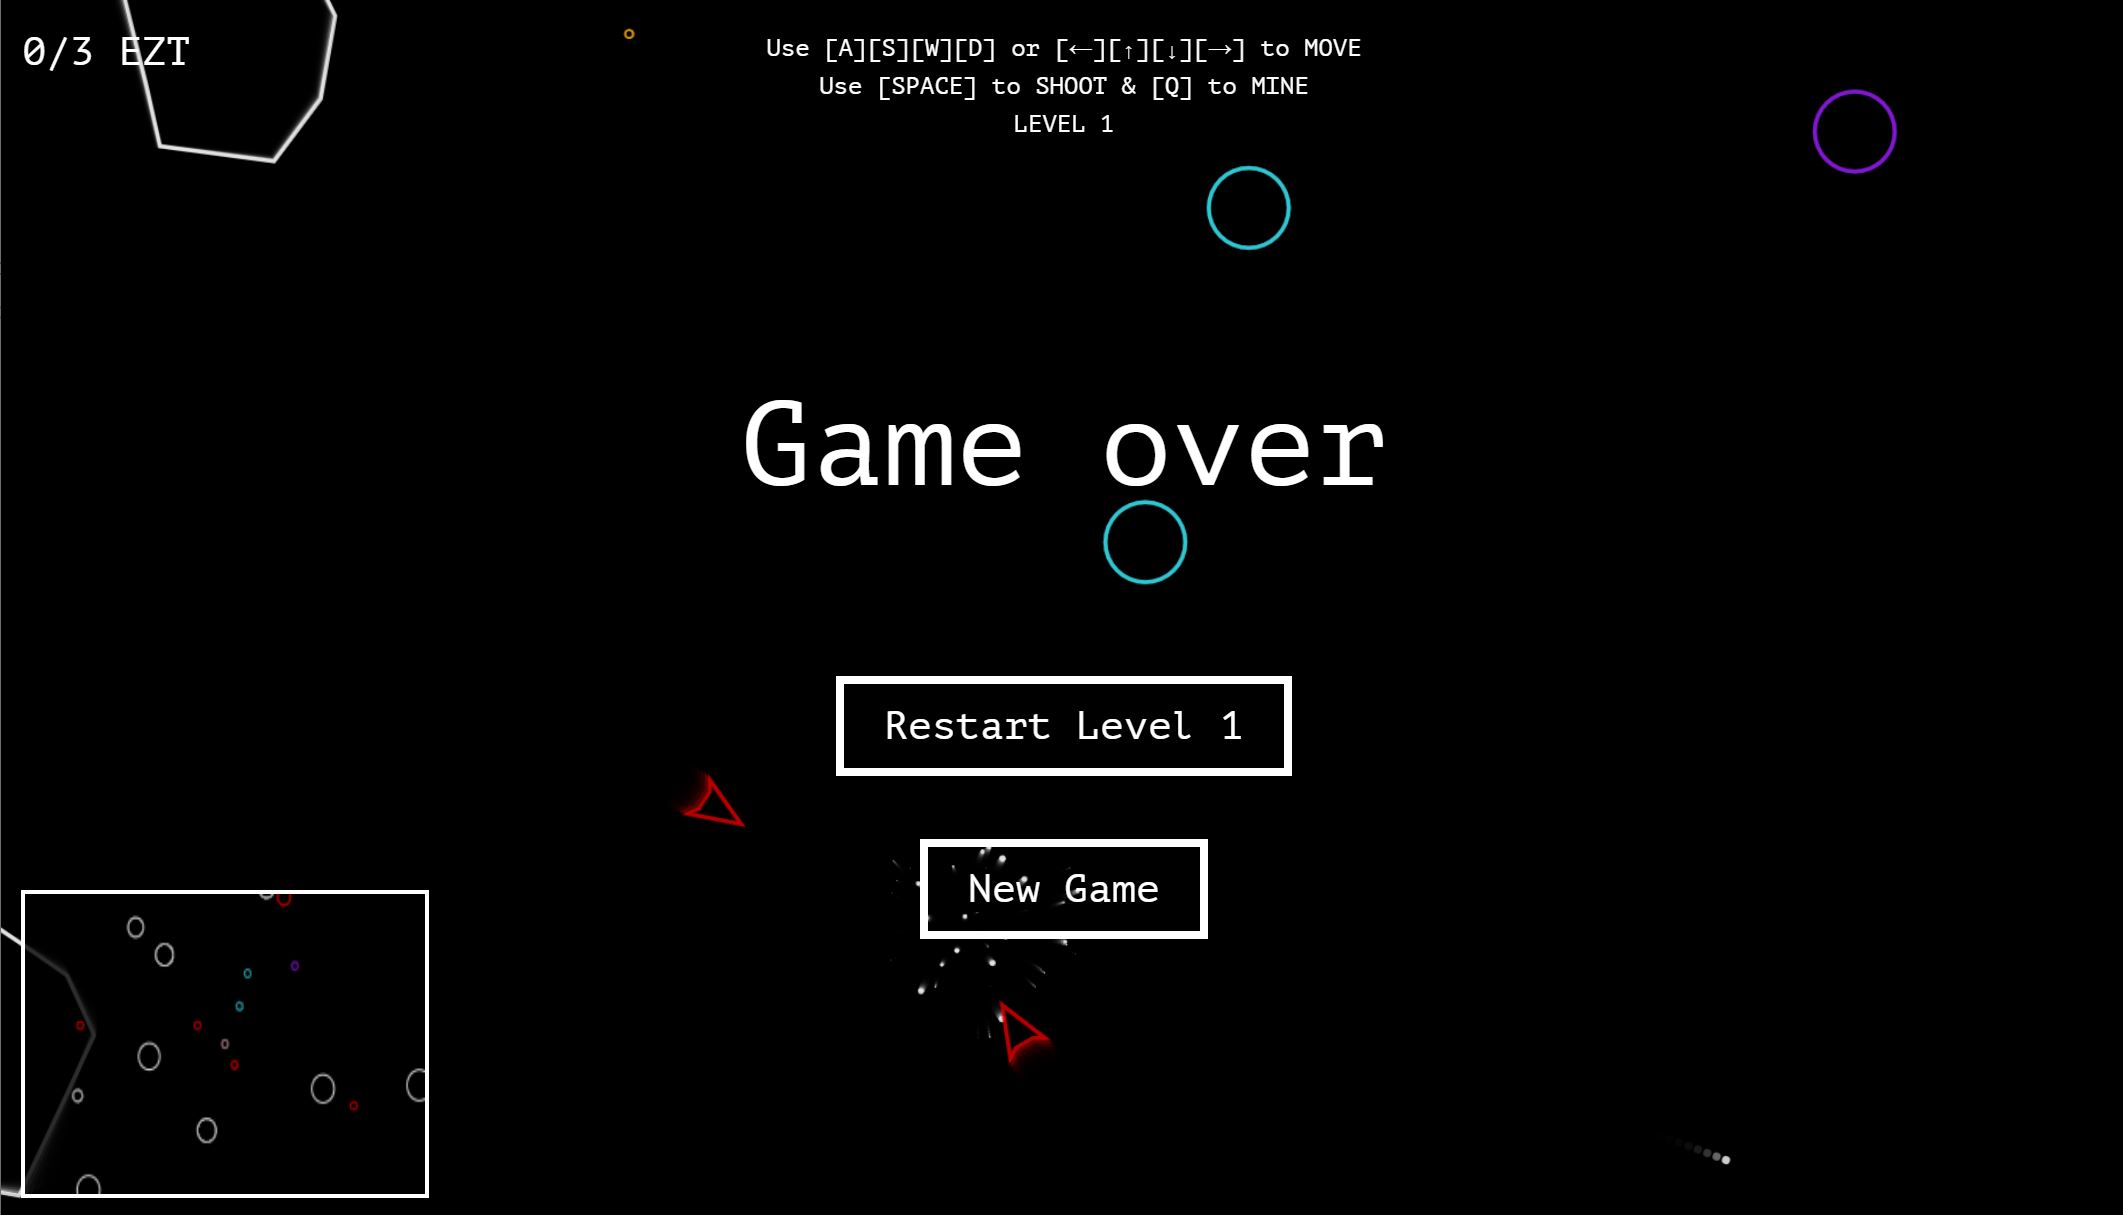 0/3 EZT
Use [A][S][W][D] or [←][↑][↓][→] to MOVE
Use [SPACE] to SHOOT & [Q] to MINE
LEVEL 1
Game over
Restart Level 1
New Game